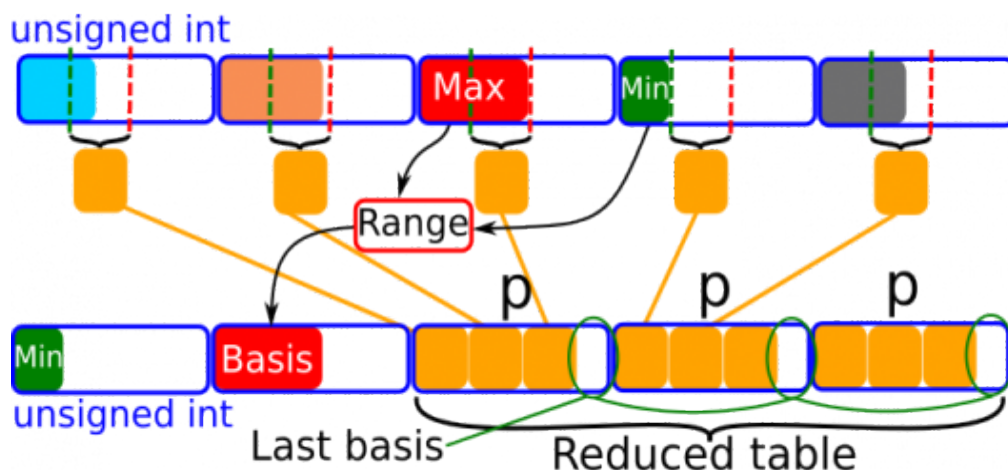 unsigned int
Max
Min
Range
p
p
p
Min
Basis
unsigned int
Last basis
Reduced table